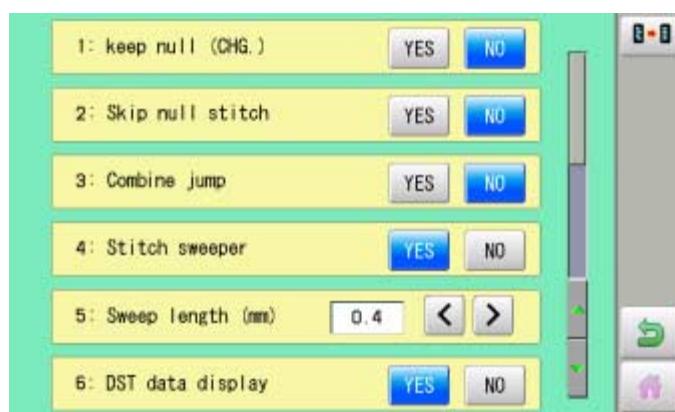 1: keep null (CHG.) YES NO
2: Skip null stitch YES NO
3: Combine jump YES NO
4: Stitch sweeper YES NO
5: Sweep length (mm) 0.4 < >
6: DST data display YES NO